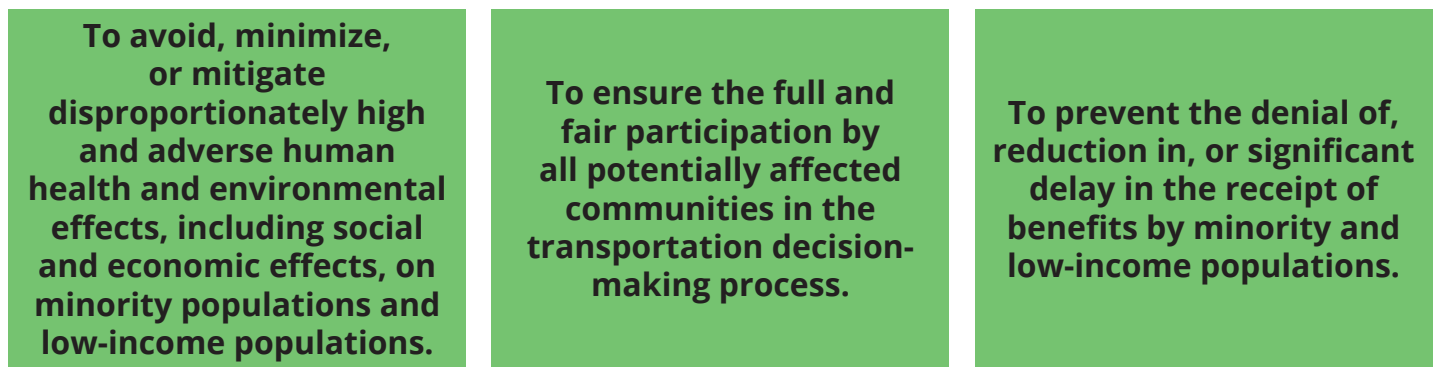 To avoid, minimize,
or mitigate
disproportionately high
and adverse human
health and environmental
effects, including social
and economic effects, on
minority populations and
low-income populations.
To ensure the full and
fair participation by
all potentially affected
communities in the
transportation decision-
making process.
To prevent the denial of,
reduction in, or significant
delay in the receipt of
benefits by minority and
low-income populations.